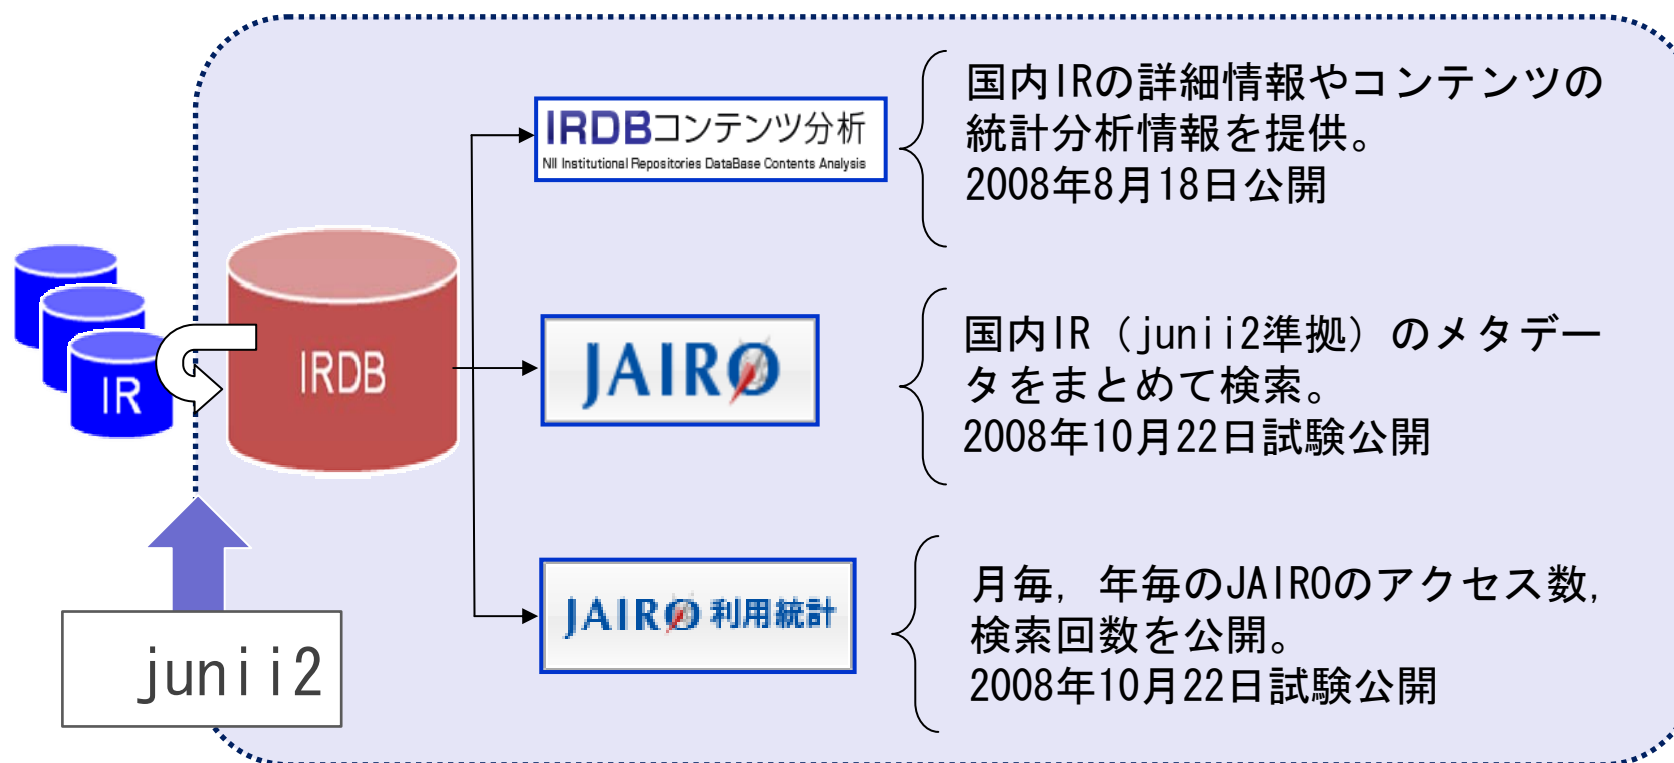 IRDBコンテンツ分析
NII Institutional Repositories DataBase Contents Analysis
国内IRの詳細情報やコンテンツの
統計分析情報を提供。
2008年8月18日公開
IR
IRDB
JAIRO
国内IR（junii2準拠）のメタデー
タをまとめて検索。
2008年10月22日試験公開
junii2
JAIRO 利用統計
月毎，年毎のJAIROのアクセス数，
検索回数を公開。
2008年10月22日試験公開